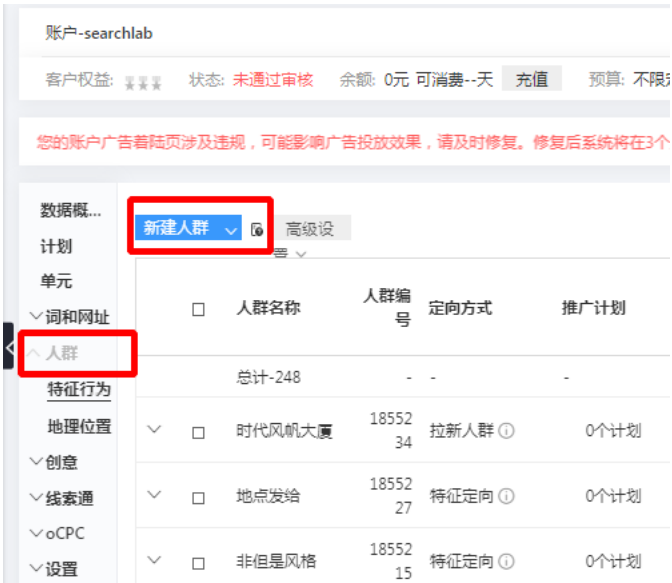 账户-searchlab
客户权益: 状态: 未通过审核 余额: 0元 可消费--天 充值 预算: 不限
您的账户广告着陆页涉及违规，可能影响广告投放效果，请及时修复。修复后系统将在3个
数据概...
新建人群 高级设
置
计划
单元
词和网址
人群
特征行为
地理位置
创意
线索通
oCPC
设置
人群名称 人群编
号 定向方式 推广计划
总计-248 - - -
时代风帆大厦 18552
34 拉新人群 0个计划
地点发给 18552
27 特征定向 0个计划
非但是风格 18552
15 特征定向 0个计划